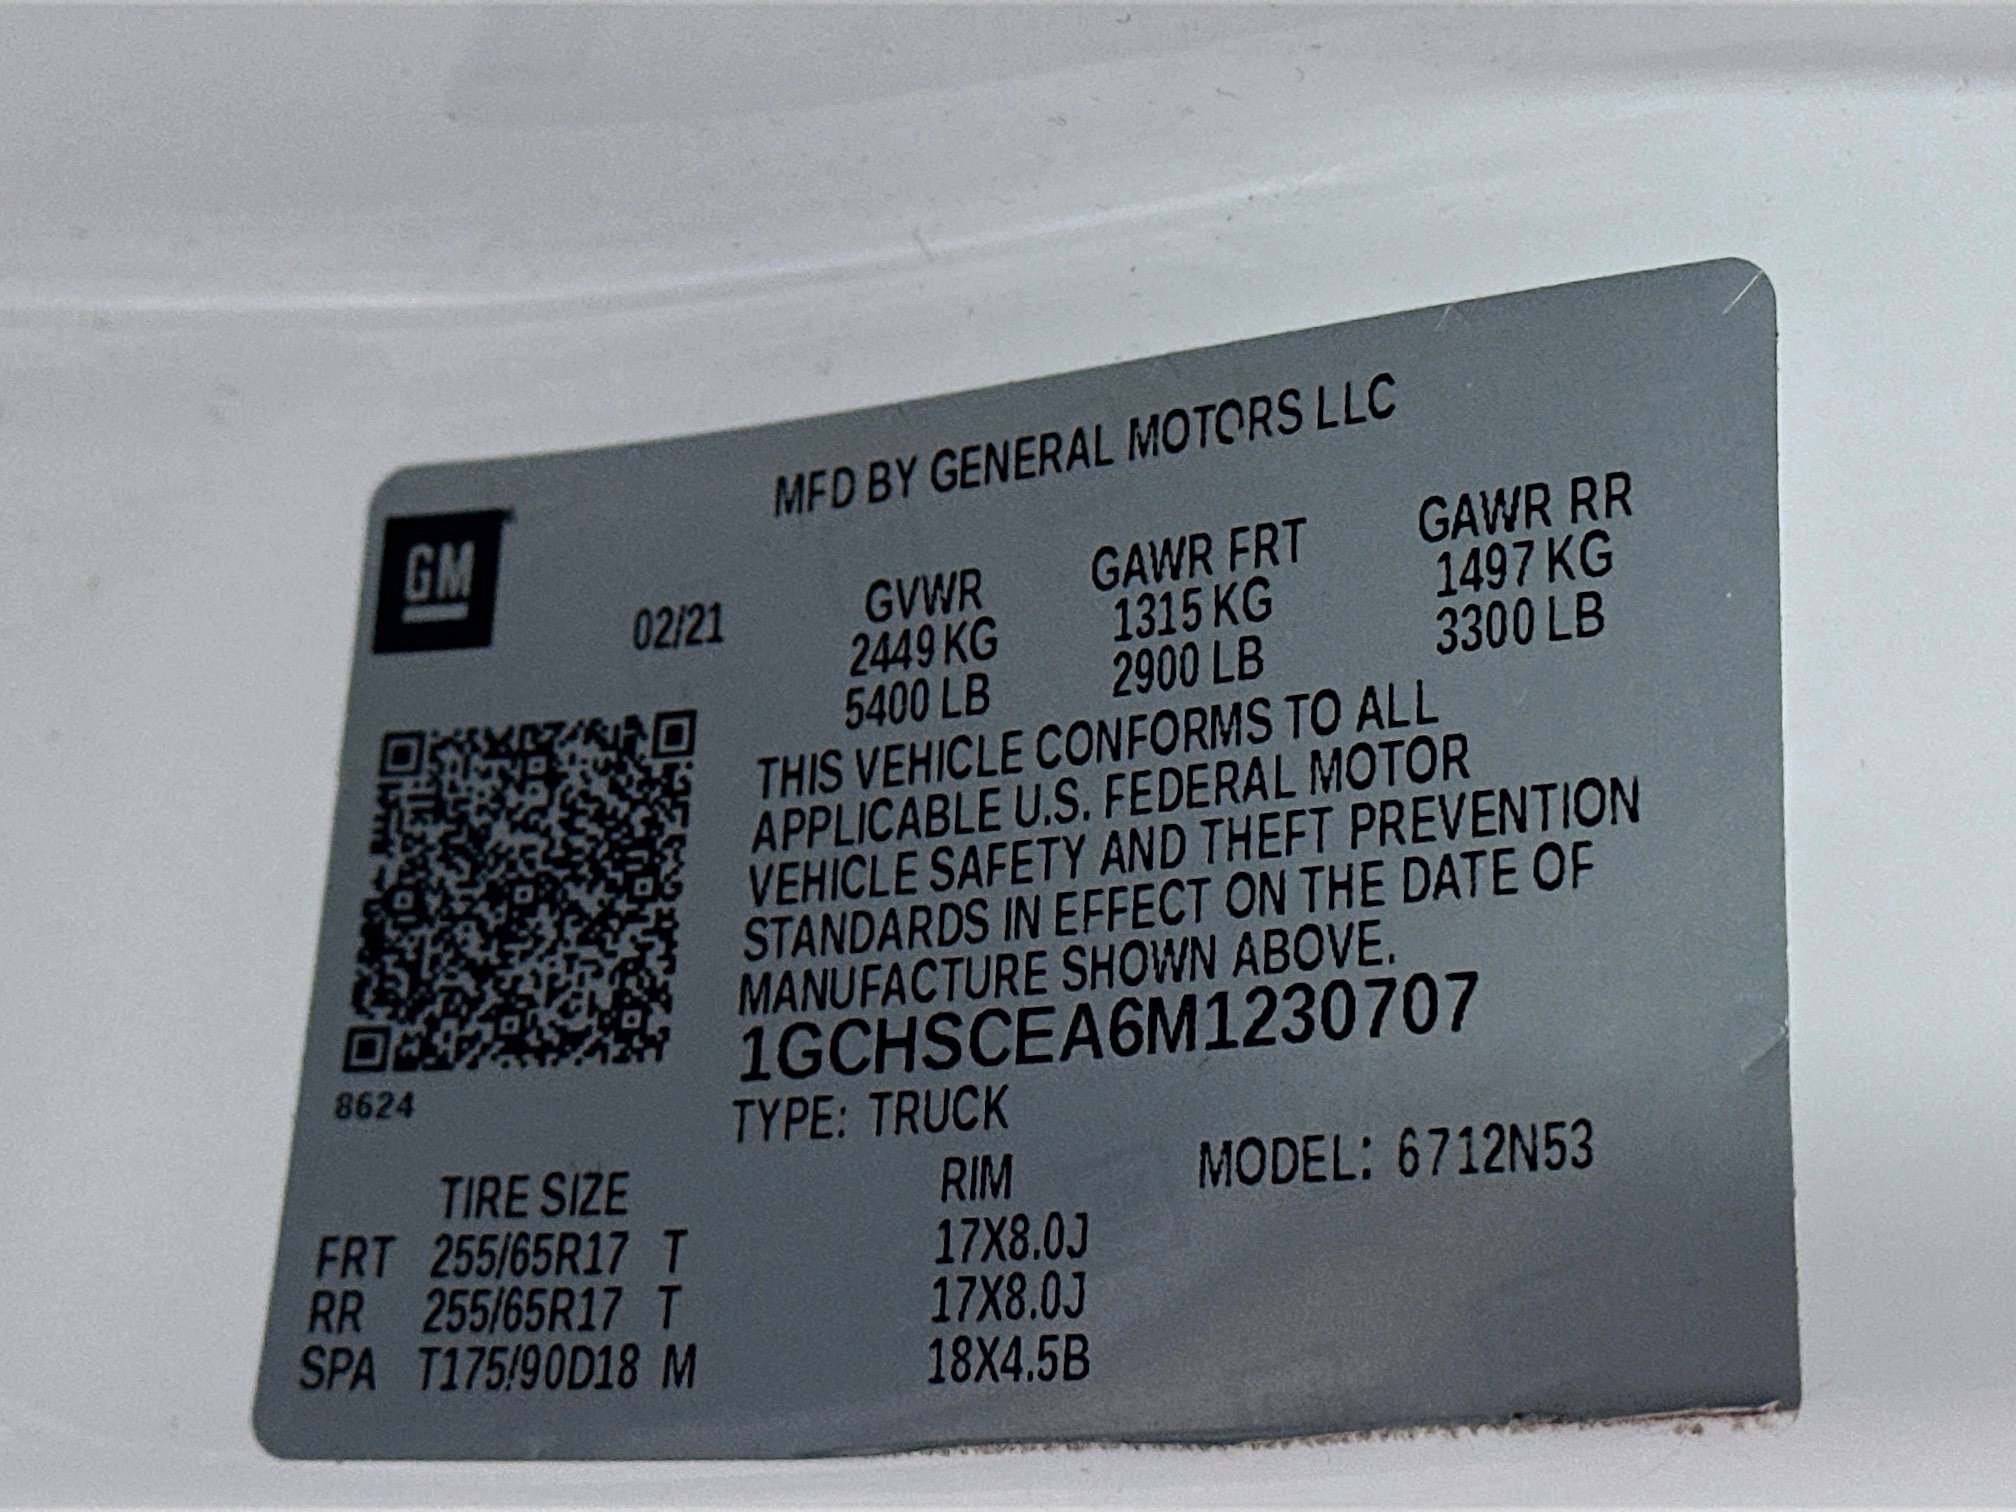 MFD BY GENERAL MOTORS LLC
GM
02/21
GVWR GAWR FRT GAWR RR
2449 KG 1315 KG 1497 KG
5400 LB 2900 LB 3300 LB
THIS VEHICLE CONFORMS TO ALL
APPLICABLE U.S. FEDERAL MOTOR
VEHICLE SAFETY AND THEFT PREVENTION
STANDARDS IN EFFECT ON THE DATE OF
MANUFACTURE SHOWN ABOVE.
1GCHSCEA6M1230707
8624
TYPE: TRUCK
MODEL: 6712N53
TIRE SIZE RIM
FRT 255/65R17 T 17X8.0J
RR 255/65R17 T 17X8.0J
SPA T175/90D18 M 18X4.5B